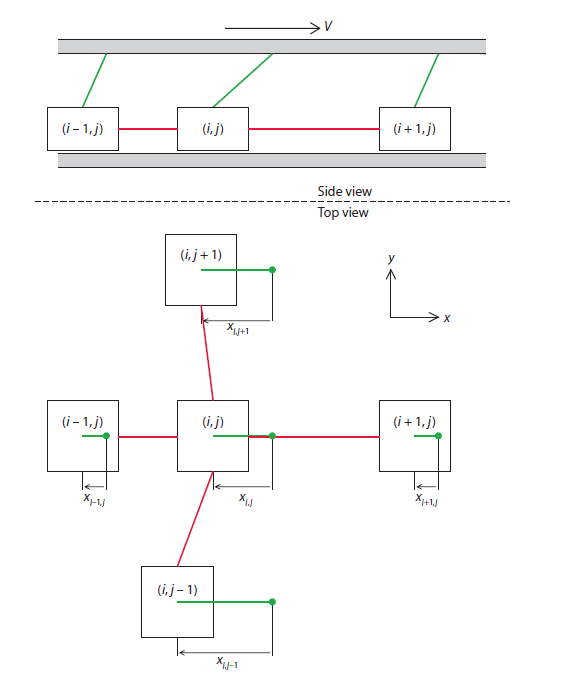 V
(i – 1, j)
(i, j)
(i + 1, j)
Side view
Top view
(i, j + 1)
y
x
x_{i,j+1}
(i – 1, j)
(i, j)
(i + 1, j)
x_{i–1,j}
x_{i,j}
x_{i+1,j}
(i, j – 1)
x_{i,j–1}